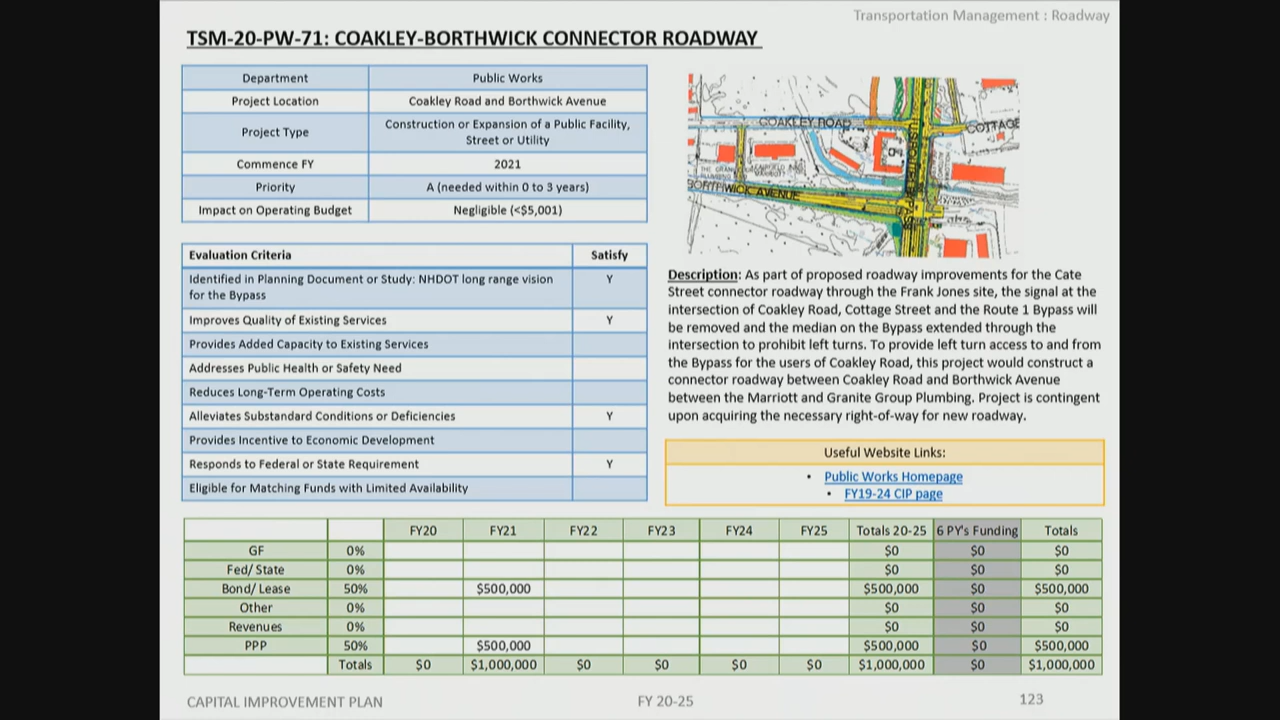 Transportation Management : Roadway
TSM-20-PW-71: COAKLEY-BORTHWICK CONNECTOR ROADWAY
Department Public Works
Project Location Coakley Road and Borthwick Avenue
Project Type Construction or Expansion of a Public Facility,
Street or Utility
Commence FY 2021
Priority A (needed within 0 to 3 years)
Impact on Operating Budget Negligible (<$5,001)
COAKLEY ROAD
COTTAGE
BORTHWICK AVENUE
Evaluation Criteria Satisfy
Identified in Planning Document or Study: NHDOT long range vision Y
for the Bypass
Improves Quality of Existing Services Y
Provides Added Capacity to Existing Services
Addresses Public Health or Safety Need
Reduces Long-Term Operating Costs
Alleviates Substandard Conditions or Deficiencies Y
Provides Incentive to Economic Development
Responds to Federal or State Requirement Y
Eligible for Matching Funds with Limited Availability
Description: As part of proposed roadway improvements for the Cate
Street connector roadway through the Frank Jones site, the signal at the
intersection of Coakley Road, Cottage Street and the Route 1 Bypass will
be removed and the median on the Bypass extended through the
intersection to prohibit left turns. To provide left turn access to and from
the Bypass for the users of Coakley Road, this project would construct a
connector roadway between Coakley Road and Borthwick Avenue
between the Marriott and Granite Group Plumbing. Project is contingent
upon acquiring the necessary right-of-way for new roadway.
Useful Website Links:
• Public Works Homepage
• FY19-24 CIP page
FY20 FY21 FY22 FY23 FY24 FY25 Totals 20-25 6 PY's Funding Totals
GF 0% $0 $0 $0
Fed/ State 0% $0 $0 $0
Bond/ Lease 50% $500,000 $500,000 $0 $500,000
Other 0% $0 $0 $0
Revenues 0% $0 $0 $0
PPP 50% $500,000 $500,000 $0 $500,000
Totals $0 $1,000,000 $0 $0 $0 $0 $1,000,000 $0 $1,000,000
CAPITAL IMPROVEMENT PLAN FY 20-25 123